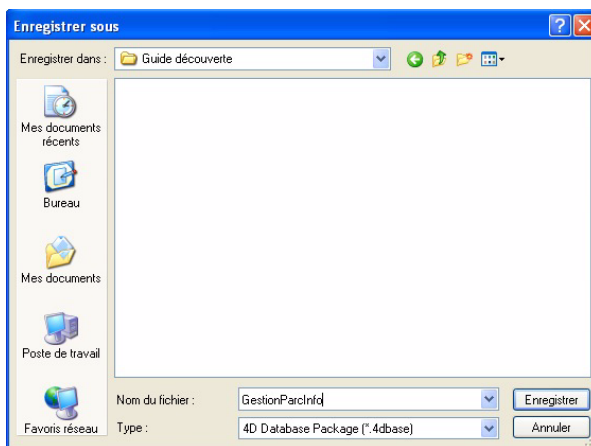 Enregistrer sous
Enregistrer dans :
Guide découverte
Mes documents
récents
Bureau
Mes documents
Poste de travail
Favoris réseau
Nom du fichier :
GestionParcInfo
Enregistrer
Type :
4D Database Package (*.4dbase)
Annuler